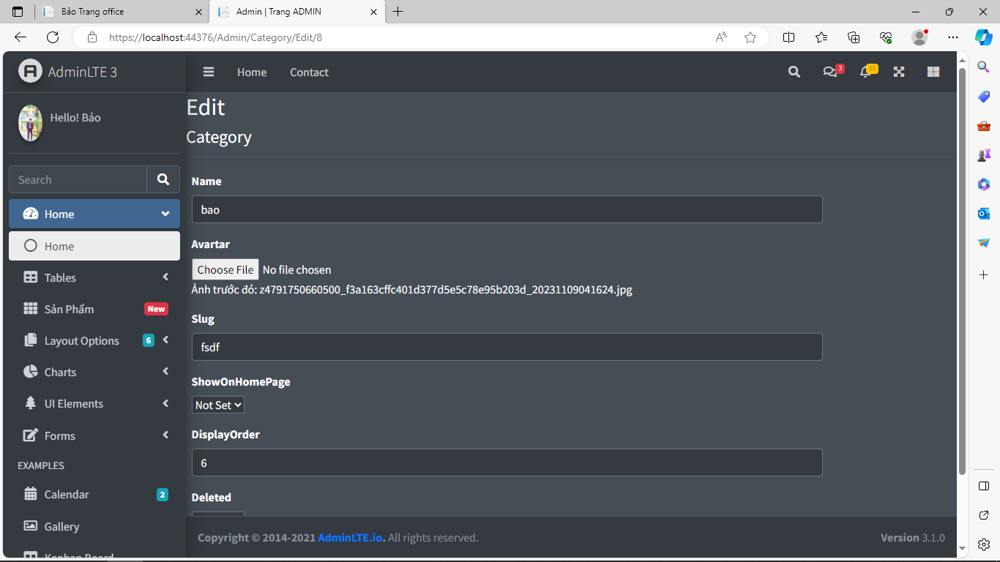 Bảo Trang office
Admin | Trang ADMIN
https://localhost:44376/Admin/Category/Edit/8
AdminLTE 3
Home
Contact
3
15
Hello! Bảo
Search
Home
Home
Tables
Sản Phẩm
New
Layout Options
6
Charts
UI Elements
Forms
EXAMPLES
Calendar
2
Gallery
Kanban Board
Edit
Category
Name
bao
Avartar
Choose File No file chosen
Ảnh trước đó: z4791750660500_f3a163cffc401d377d5e5c78e95b203d_20231109041624.jpg
Slug
fsdf
ShowOnHomePage
Not Set
DisplayOrder
6
Deleted
Copyright © 2014-2021 AdminLTE.io. All rights reserved.
Version 3.1.0